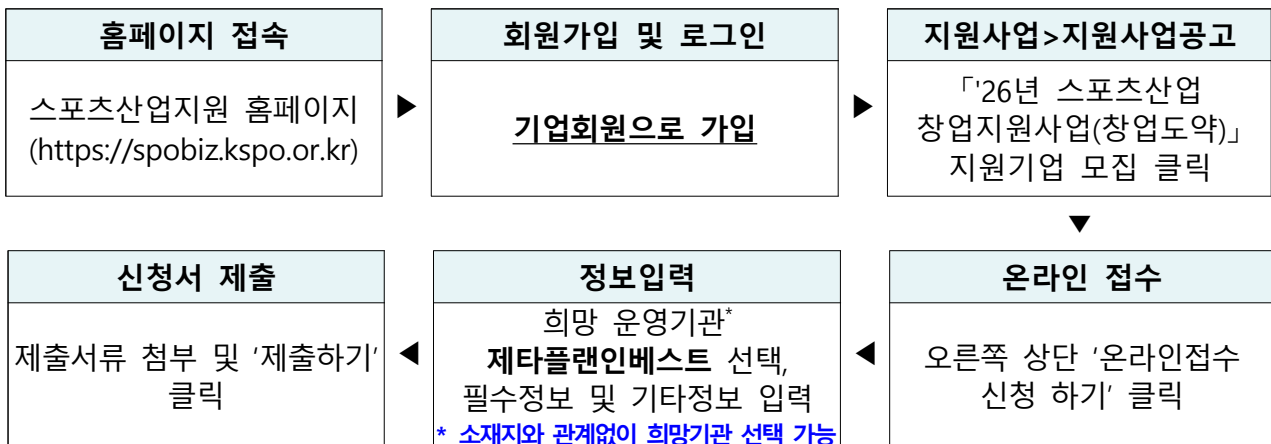 홈페이지 접속
스포츠산업지원 홈페이지
(https://spobiz.kspo.or.kr)
▶
회원가입 및 로그인
기업회원으로 가입
▶
지원사업>지원사업공고
「'26년 스포츠산업
창업지원사업(창업도약)」
지원기업 모집 클릭
▼
온라인 접수
오른쪽 상단 '온라인접수
신청 하기' 클릭
◀
정보입력
희망 운영기관*
제타플랜인베스트 선택,
필수정보 및 기타정보 입력
* 소재지와 관계없이 희망기관 선택 가능
◀
신청서 제출
제출서류 첨부 및 '제출하기'
클릭